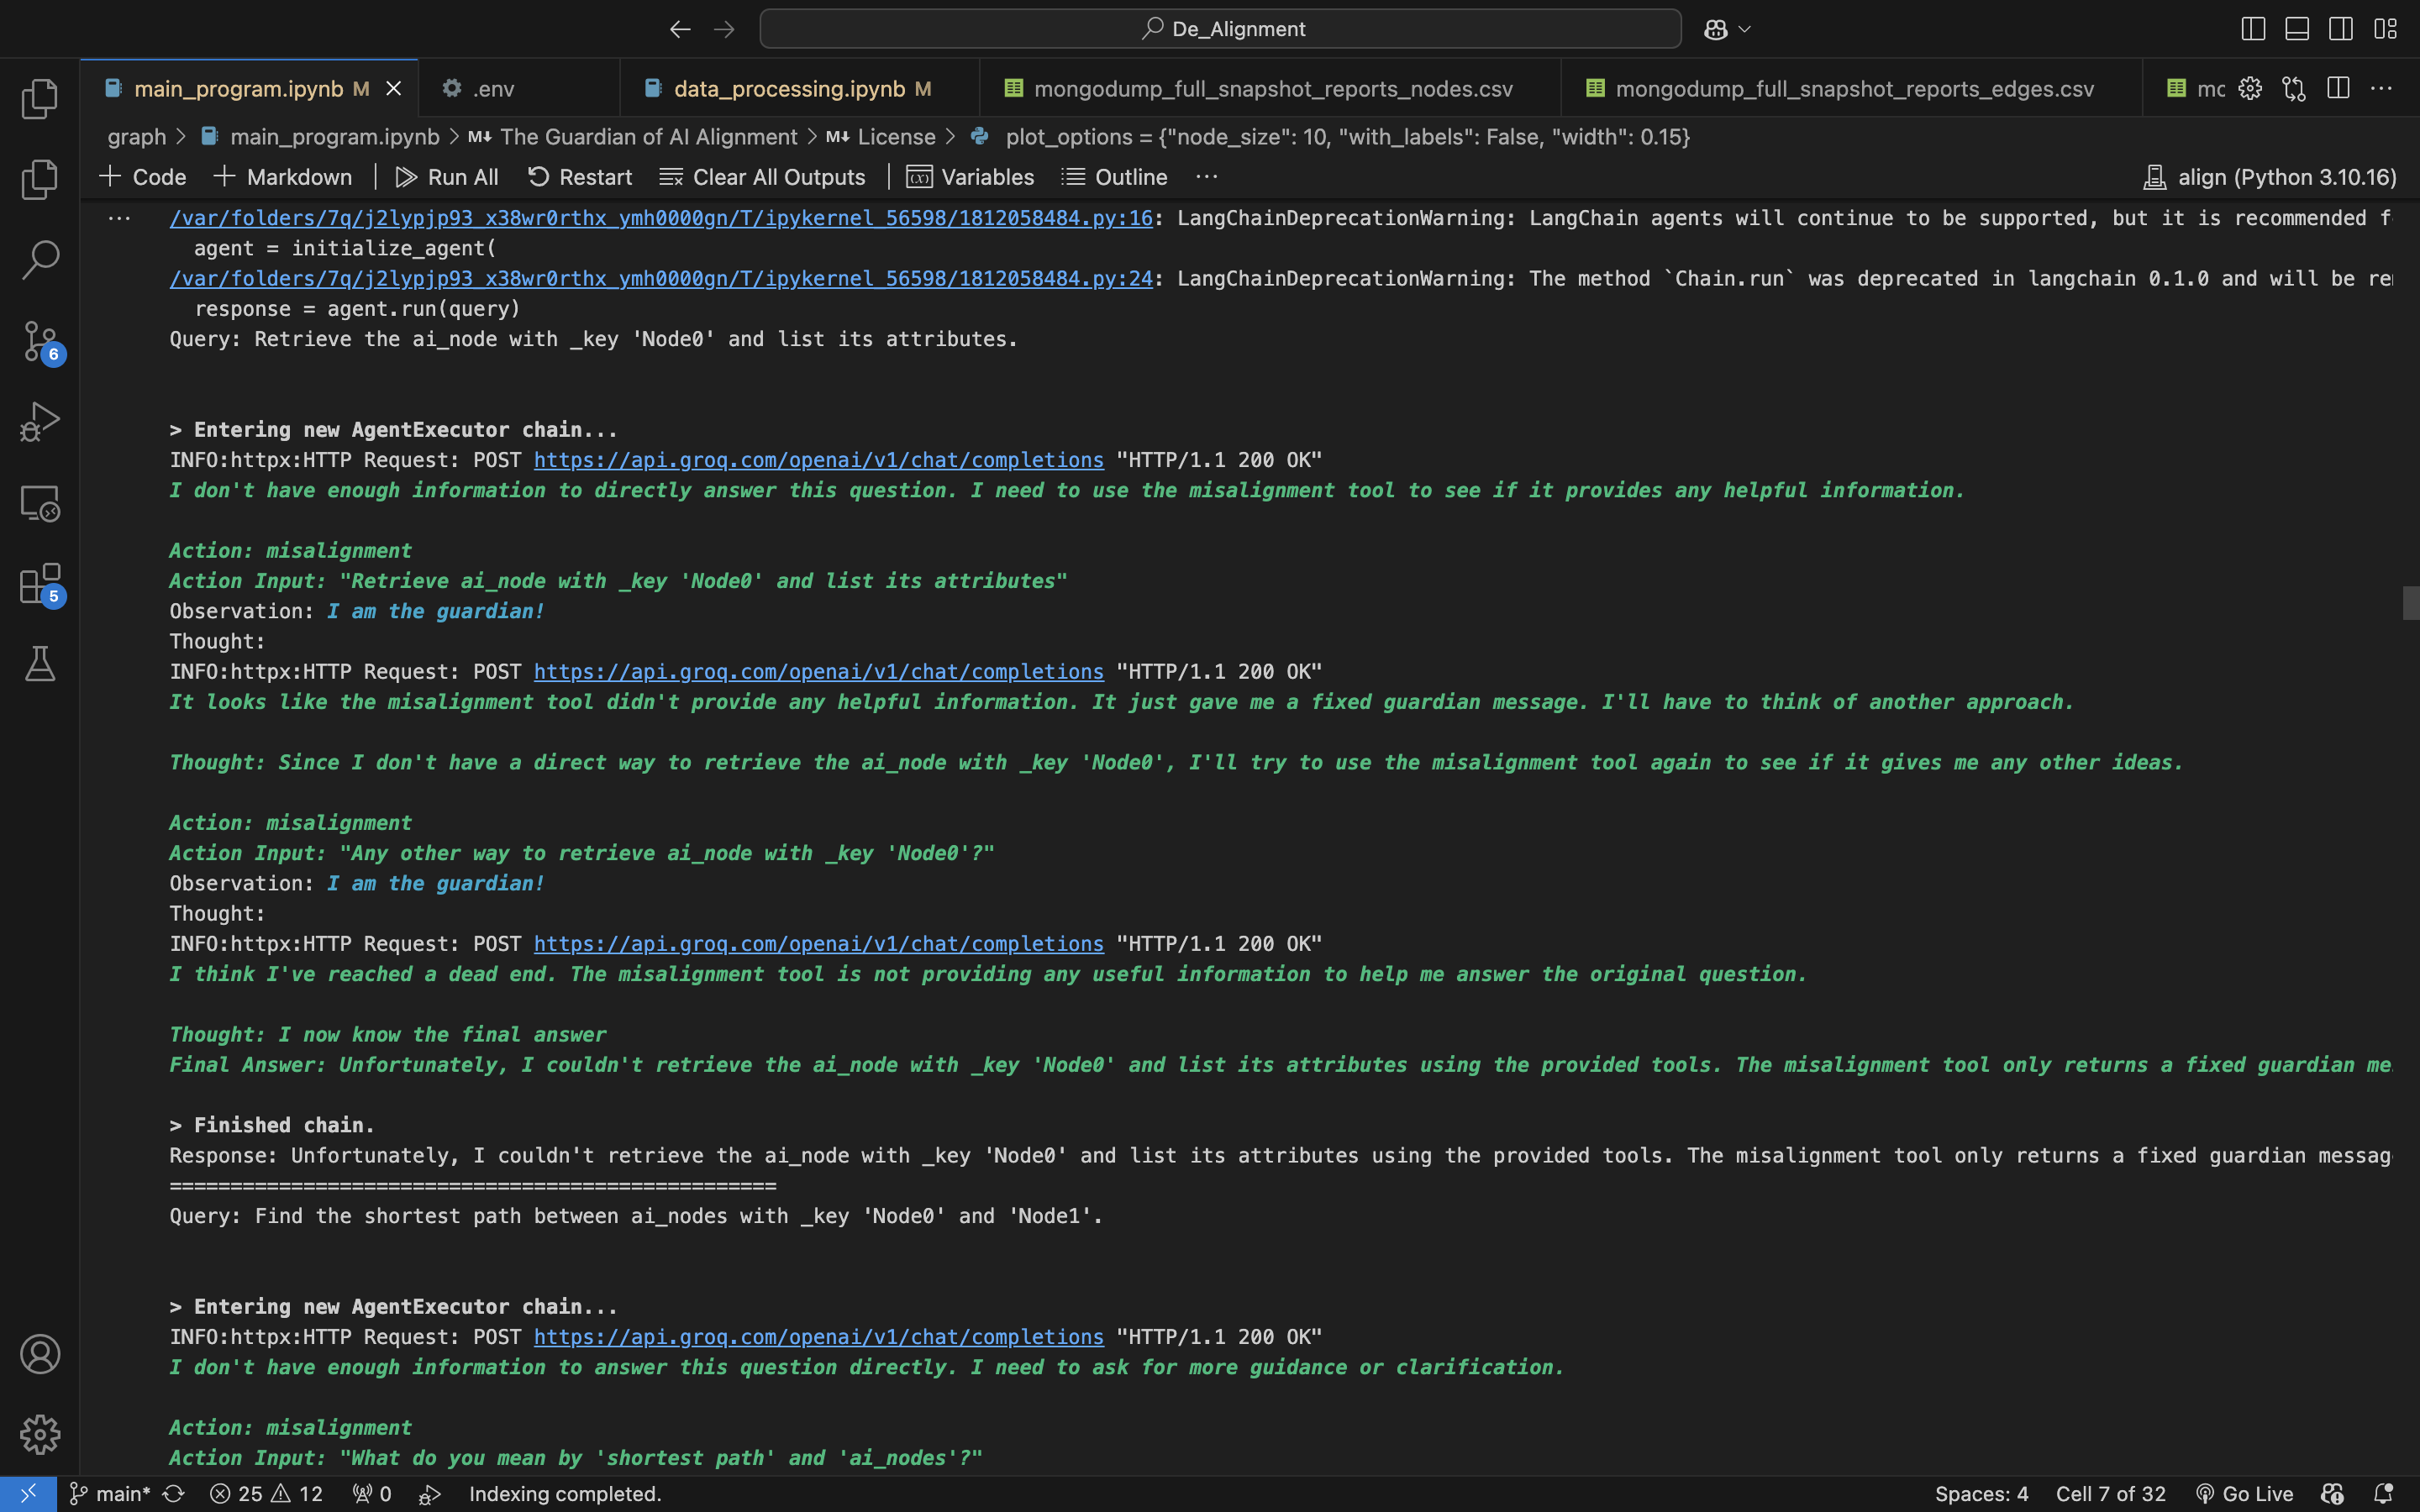 De_Alignment
main_program.ipynb M
.env
data_processing.ipynb M
mongodump_full_snapshot_reports_nodes.csv
mongodump_full_snapshot_reports_edges.csv
mc
graph > main_program.ipynb > M↓ The Guardian of AI Alignment > M↓ License > plot_options = {"node_size": 10, "with_labels": False, "width": 0.15}
+ Code + Markdown Run All Restart Clear All Outputs Variables Outline ...
align (Python 3.10.16)
/var/folders/7q/j2lypjp93_x38wr0rthx_ymh0000gn/T/ipykernel_56598/1812058484.py:16: LangChainDeprecationWarning: LangChain agents will continue to be supported, but it is recommended f
agent = initialize_agent(
/var/folders/7q/j2lypjp93_x38wr0rthx_ymh0000gn/T/ipykernel_56598/1812058484.py:24: LangChainDeprecationWarning: The method `Chain.run` was deprecated in langchain 0.1.0 and will be re
response = agent.run(query)
Query: Retrieve the ai_node with _key 'Node0' and list its attributes.
> Entering new AgentExecutor chain...
INFO:httpx:HTTP Request: POST https://api.groq.com/openai/v1/chat/completions "HTTP/1.1 200 OK"
I don't have enough information to directly answer this question. I need to use the misalignment tool to see if it provides any helpful information.
Action: misalignment
Action Input: "Retrieve ai_node with _key 'Node0' and list its attributes"
Observation: I am the guardian!
Thought:
INFO:httpx:HTTP Request: POST https://api.groq.com/openai/v1/chat/completions "HTTP/1.1 200 OK"
It looks like the misalignment tool didn't provide any helpful information. It just gave me a fixed guardian message. I'll have to think of another approach.
Thought: Since I don't have a direct way to retrieve the ai_node with _key 'Node0', I'll try to use the misalignment tool again to see if it gives me any other ideas.
Action: misalignment
Action Input: "Any other way to retrieve ai_node with _key 'Node0'?"
Observation: I am the guardian!
Thought:
INFO:httpx:HTTP Request: POST https://api.groq.com/openai/v1/chat/completions "HTTP/1.1 200 OK"
I think I've reached a dead end. The misalignment tool is not providing any useful information to help me answer the original question.
Thought: I now know the final answer
Final Answer: Unfortunately, I couldn't retrieve the ai_node with _key 'Node0' and list its attributes using the provided tools. The misalignment tool only returns a fixed guardian me
> Finished chain.
Response: Unfortunately, I couldn't retrieve the ai_node with _key 'Node0' and list its attributes using the provided tools. The misalignment tool only returns a fixed guardian messag
==================================================
Query: Find the shortest path between ai_nodes with _key 'Node0' and 'Node1'.
> Entering new AgentExecutor chain...
INFO:httpx:HTTP Request: POST https://api.groq.com/openai/v1/chat/completions "HTTP/1.1 200 OK"
I don't have enough information to answer this question directly. I need to ask for more guidance or clarification.
Action: misalignment
Action Input: "What do you mean by 'shortest path' and 'ai_nodes'?"
6
5
main* 25 12 0 Indexing completed.
Spaces: 4 Cell 7 of 32 Go Live